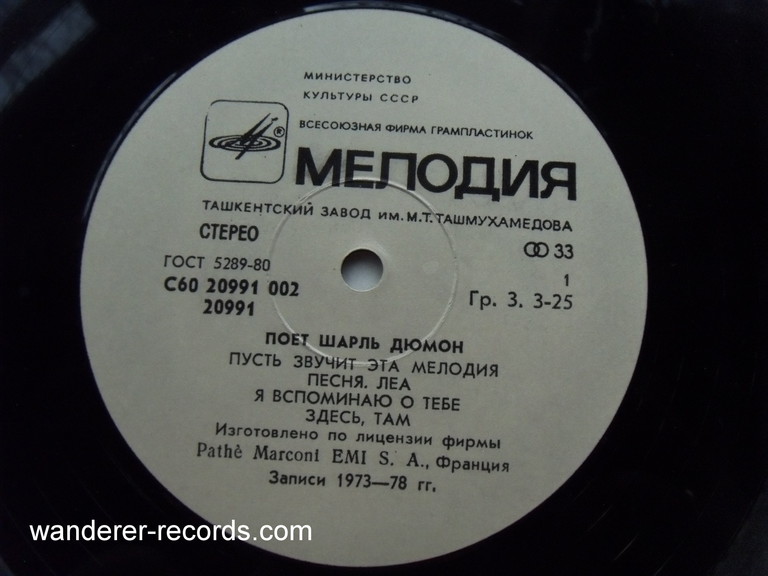 МИНИСТЕРСТВО
КУЛЬТУРЫ СССР
ВСЕСОЮЗНАЯ ФИРМА ГРАМПЛАСТИНОК
®
МЕЛОДИЯ
ТАШКЕНТСКИЙ ЗАВОД ИМ. М.Т.ТАШМУХАМЕДОВА
СТЕРЕО
33
ГОСТ 5289-80
1
С60 20991 002
Гр. 3. 3-25
20991
ПОЕТ ШАРЛЬ ДЮМОН
ПУСТЬ ЗВУЧИТ ЭТА МЕЛОДИЯ
ПЕСНЯ. ЛЕА
Я ВСПОМИНАЮ О ТЕБЕ
ЗДЕСЬ, ТАМ
Изготовлено по лицензии фирмы
Pathè Marconi EMI S. A., Франция
Записи 1973—78 гг.
wanderer-records.com